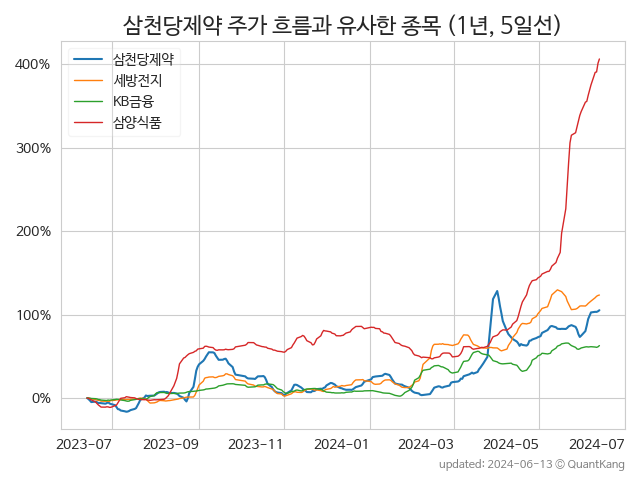 삼천당제약 주가 흐름과 유사한 종목 (1년, 5일선)
삼천당제약
세방전지
KB금융
삼양식품
400%
300%
200%
100%
0%
2023-07 2023-09 2023-11 2024-01 2024-03 2024-05 2024-07
updated: 2024-06-13 © QuantKang